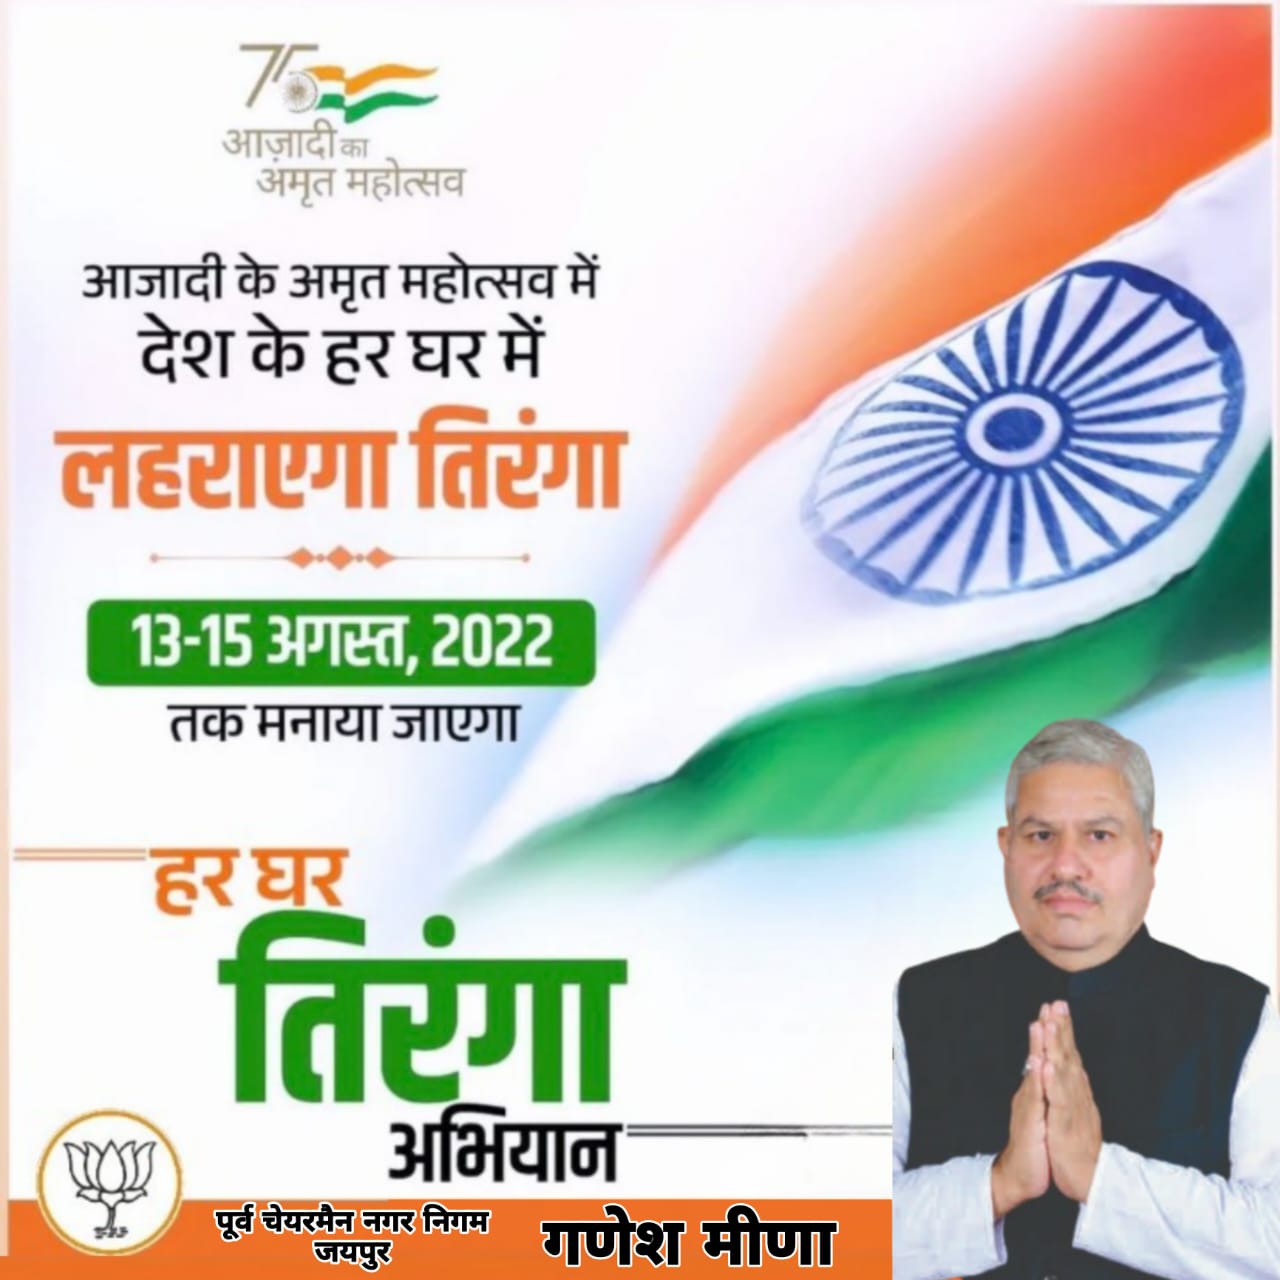 75
आज़ादी का
अमृत महोत्सव
आजादी के अमृत महोत्सव में
देश के हर घर में
लहराएगा तिरंगा
13-15 अगस्त, 2022
तक मनाया जाएगा
हर घर
तिरंगा
अभियान
पूर्व चेयरमैन नगर निगम
जयपुर
गणेश मीणा